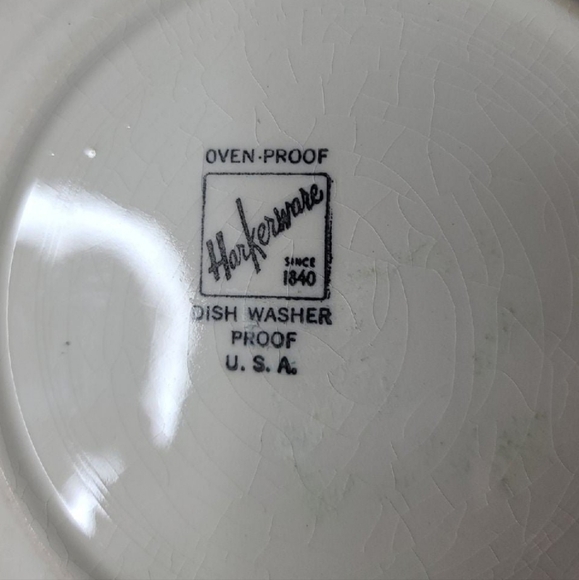 OVEN-PROOF
Harkerware
SINCE
1840
DISH WASHER
PROOF
U. S. A.